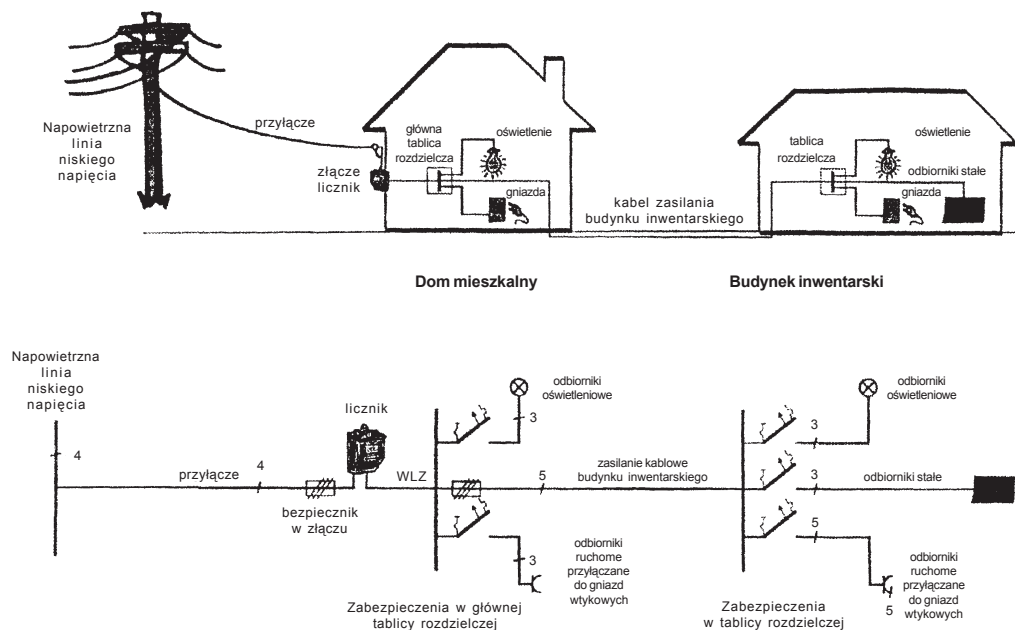 Napowietrzna
linia
niskiego
napięcia
przyłącze
złącze
licznik
główna
tablica
rozdzielcza
oświetlenie
gniazda
kabel zasilania
budynku inwentarskiego
tablica
rozdzielcza
oświetlenie
odbiorniki stałe
gniazda
Dom mieszkalny
Budynek inwentarski
Napowietrzna
linia
niskiego
napięcia
4
przyłącze
4
bezpiecznik
w złączu
licznik
WLZ
odbiorniki
oświetleniowe
3
5
zasilanie kablowe
budynku inwentarskiego
3
odbiorniki
ruchome
przyłączane
do gniazd
wtykowych
Zabezpieczenia w głównej
tablicy rozdzielczej
odbiorniki
oświetleniowe
3
3
odbiorniki stałe
5
odbiorniki
ruchome
przyłączane
do gniazd
wtykowych
5
Zabezpieczenia
w tablicy rozdzielczej